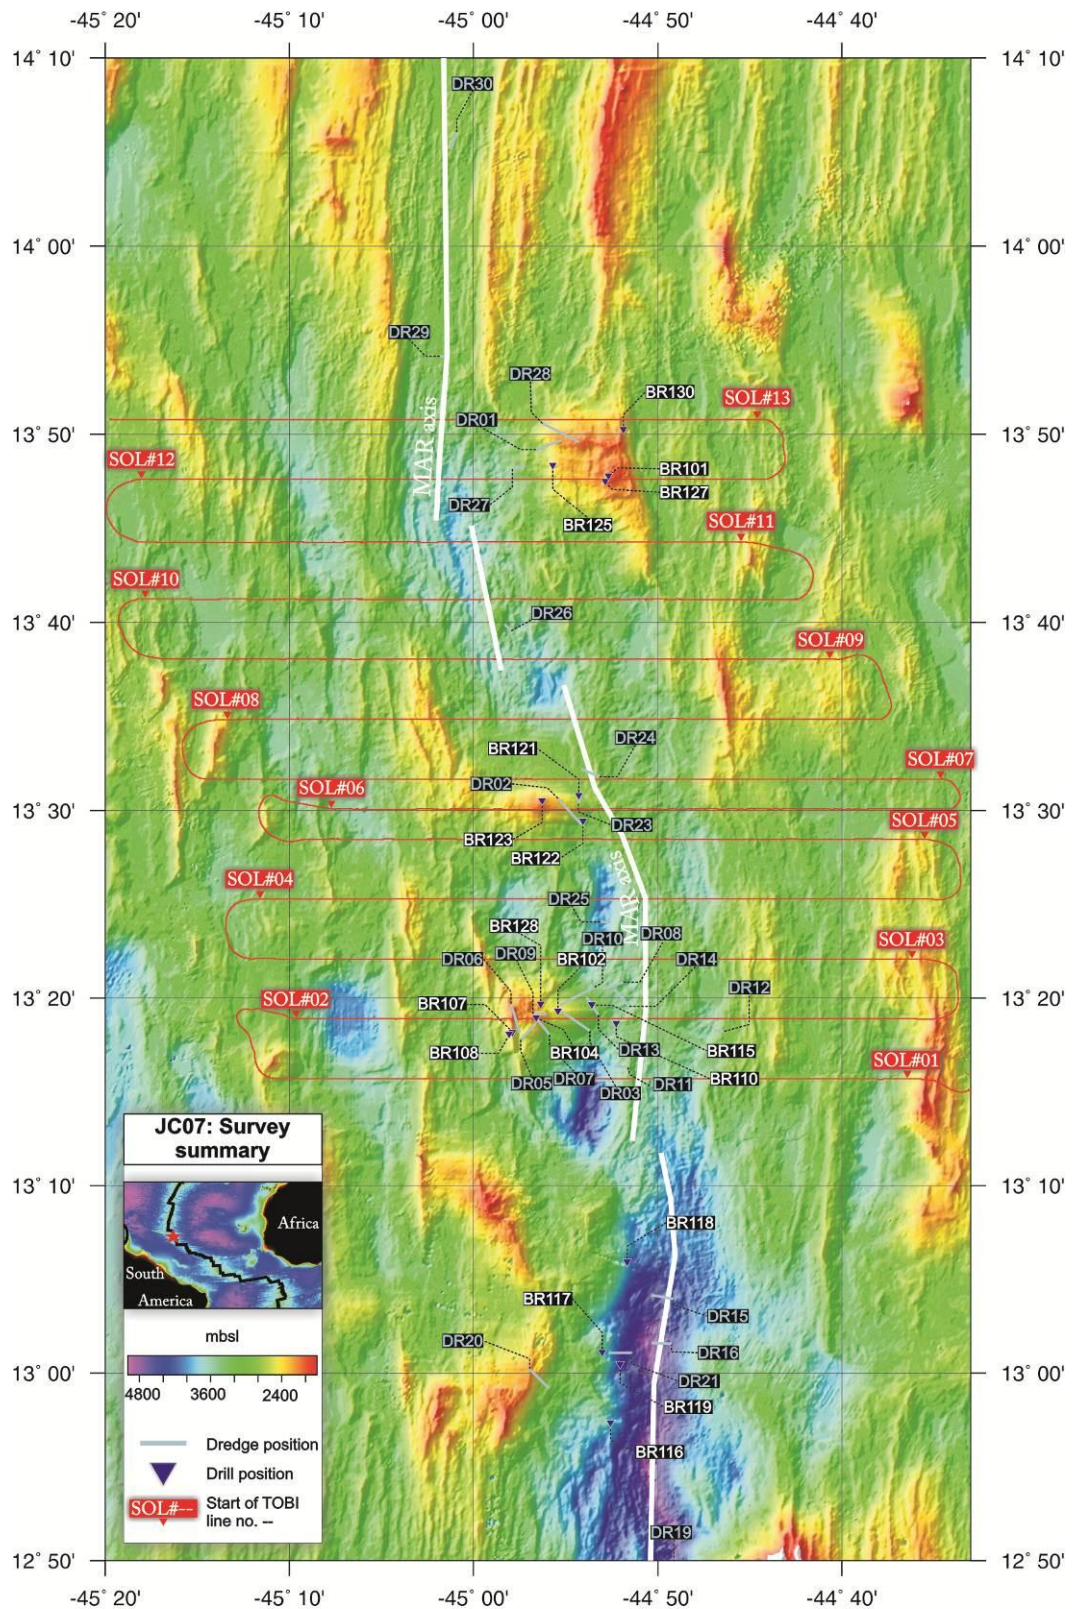 -45° 20'
-45° 10'
-45° 00'
-44° 50'
-44° 40'
14° 10'
14° 10'
DR30
14° 00'
14° 00'
DR29
DR28
BR130
SOL#13
DR01
MAR axis
13° 50'
13° 50'
SOL#12
BR101
BR127
DR27
BR125
SOL#11
SOL#10
DR26
13° 40'
13° 40'
SOL#09
SOL#08
DR24
BR121
SOL#07
DR02
SOL#06
13° 30'
13° 30'
DR23
SOL#05
BR123
BR122
MAR axis
SOL#04
DR25
BR128
DR10
DR08
SOL#03
DR06
DR09
BR102
DR14
DR12
SOL#02
BR107
13° 20'
13° 20'
BR108
BR104
DR13
BR115
SOL#01
DR05
DR07
DR03
DR11
BR110
JC07: Survey
summary
13° 10'
13° 10'
Africa
South
America
BR118
BR117
DR15
mbsl
DR20
DR16
4800
3600
2400
13° 00'
13° 00'
DR21
BR119
Dredge position
BR116
Drill position
SOL#--
Start of TOBI
line no. --
DR19
12° 50'
12° 50'
-45° 20'
-45° 10'
-45° 00'
-44° 50'
-44° 40'